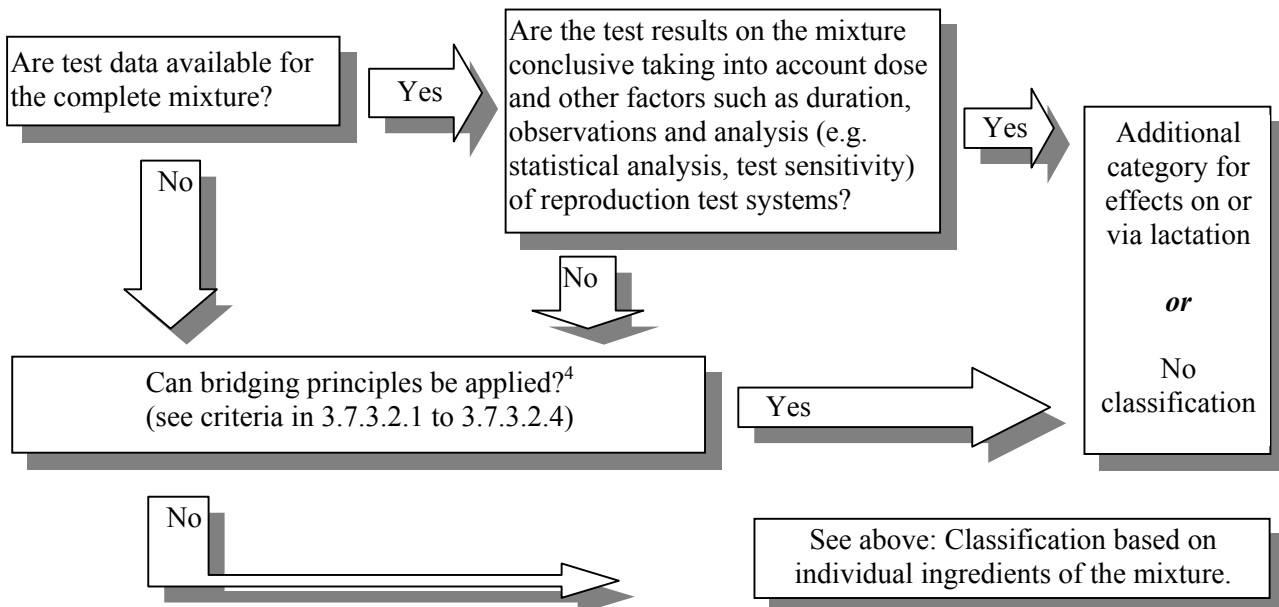 Are test data available for
the complete mixture?
Yes
Are the test results on the mixture
conclusive taking into account dose
and other factors such as duration,
observations and analysis (e.g.
statistical analysis, test sensitivity)
of reproduction test systems?
Yes
Additional
category for
effects on or
via lactation
or
No
classification
No
No
Can bridging principles be applied?⁴
(see criteria in 3.7.3.2.1 to 3.7.3.2.4)
Yes
No
See above: Classification based on
individual ingredients of the mixture.